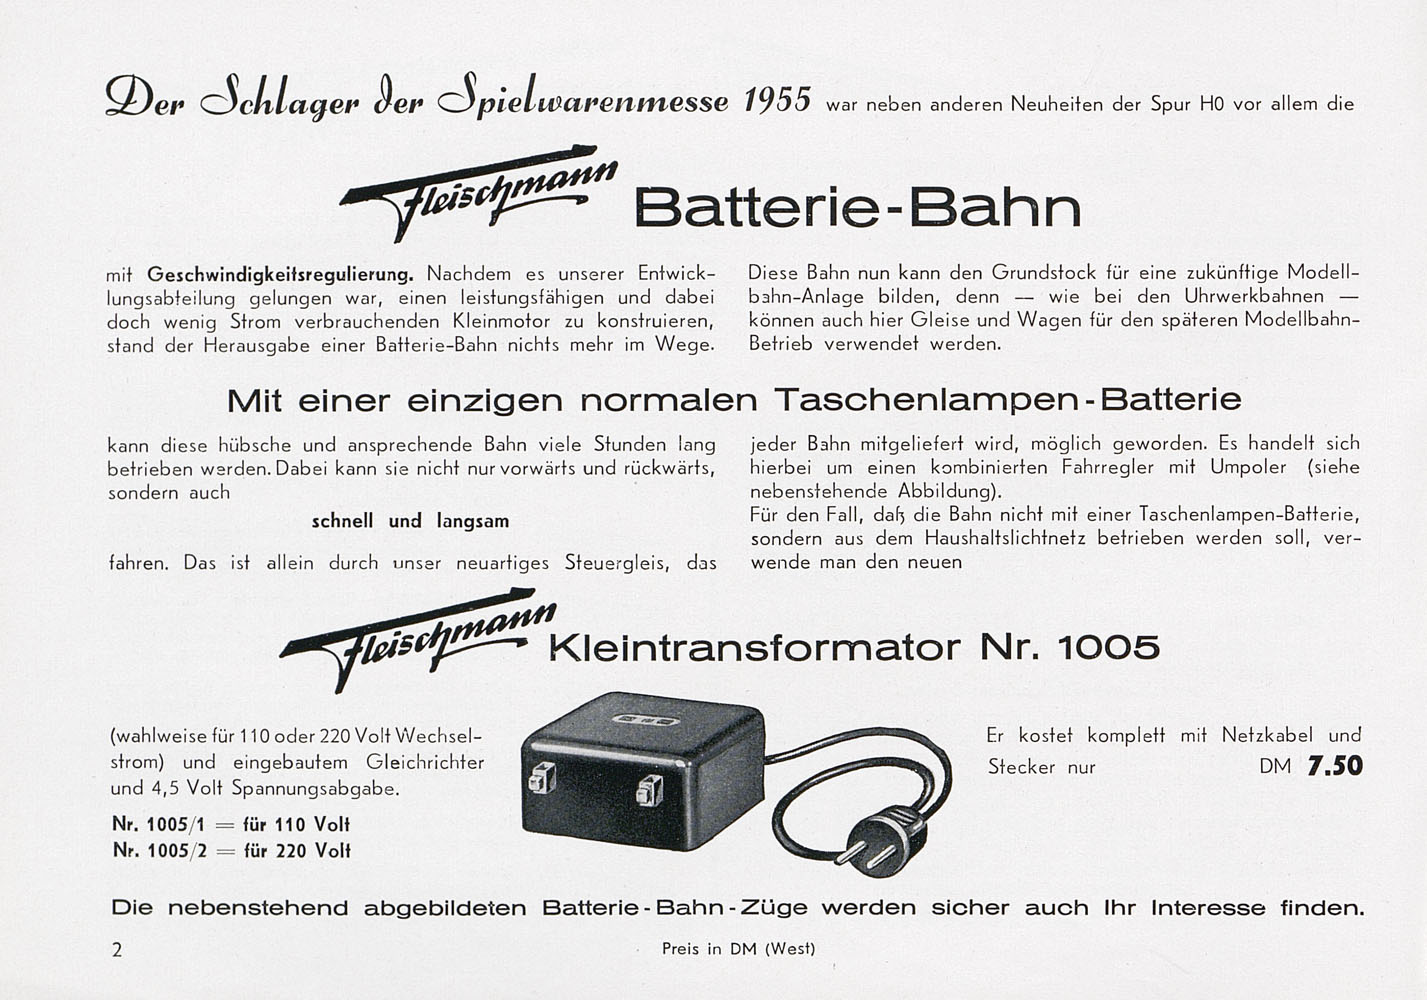 Der Schlager der Spielwarenmesse 1955 war neben anderen Neuheiten der Spur H0 vor allem die
Fleischmann Batterie-Bahn
mit Geschwindigkeitsregulierung. Nachdem es unserer Entwick-
lungsabteilung gelungen war, einen leistungsfähigen und dabei
doch wenig Strom verbrauchenden Kleinmotor zu konstruieren,
stand der Herausgabe einer Batterie-Bahn nichts mehr im Wege.
Diese Bahn nun kann den Grundstock für eine zukünftige Modell-
bahn-Anlage bilden, denn — wie bei den Uhrwerkbahnen —
können auch hier Gleise und Wagen für den späteren Modellbahn-
Betrieb verwendet werden.
Mit einer einzigen normalen Taschenlampen-Batterie
kann diese hübsche und ansprechende Bahn viele Stunden lang
betrieben werden. Dabei kann sie nicht nur vorwärts und rückwärts,
sondern auch
schnell und langsam
fahren. Das ist allein durch unser neuartiges Steuergleis, das
jeder Bahn mitgeliefert wird, möglich geworden. Es handelt sich
hierbei um einen kombinierten Fahrregler mit Umpoler (siehe
nebenstehende Abbildung).
Für den Fall, daß die Bahn nicht mit einer Taschenlampen-Batterie,
sondern aus dem Haushaltslichtnetz betrieben werden soll, ver-
wende man den neuen
Fleischmann Kleintransformator Nr. 1005
(wahlweise für 110 oder 220 Volt Wechsel-
strom) und eingebautem Gleichrichter
und 4,5 Volt Spannungsabgabe.
Nr. 1005/1 = für 110 Volt
Nr. 1005/2 = für 220 Volt
Er kostet komplett mit Netzkabel und
Stecker nur DM 7.50
Die nebenstehend abgebildeten Batterie-Bahn-Züge werden sicher auch Ihr Interesse finden.
2 Preis in DM (West)